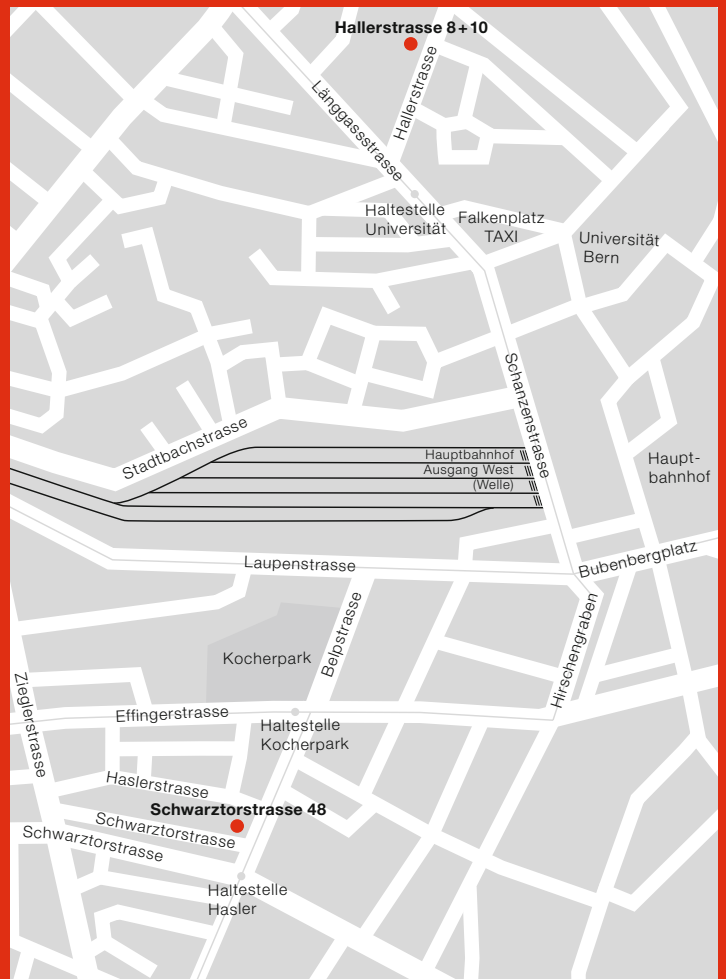 Hallerstrasse 8+10
Hallerstrasse
Länggassstrasse
Haltestelle
Universität
Falkenplatz
TAXI
Universität
Bern
Schanzenstrasse
Stadtbachstrasse
Hauptbahnhof
Ausgang West
(Welle)
Haupt-
bahnhof
Laupenstrasse
Bubenbergplatz
Belpstrasse
Hirschengraben
Kocherpark
Zieglerstrasse
Effingerstrasse
Haltestelle
Kocherpark
Haslerstrasse
Schwarztorstrasse 48
Schwarztorstrasse
Schwarztorstrasse
Haltestelle
Hasler